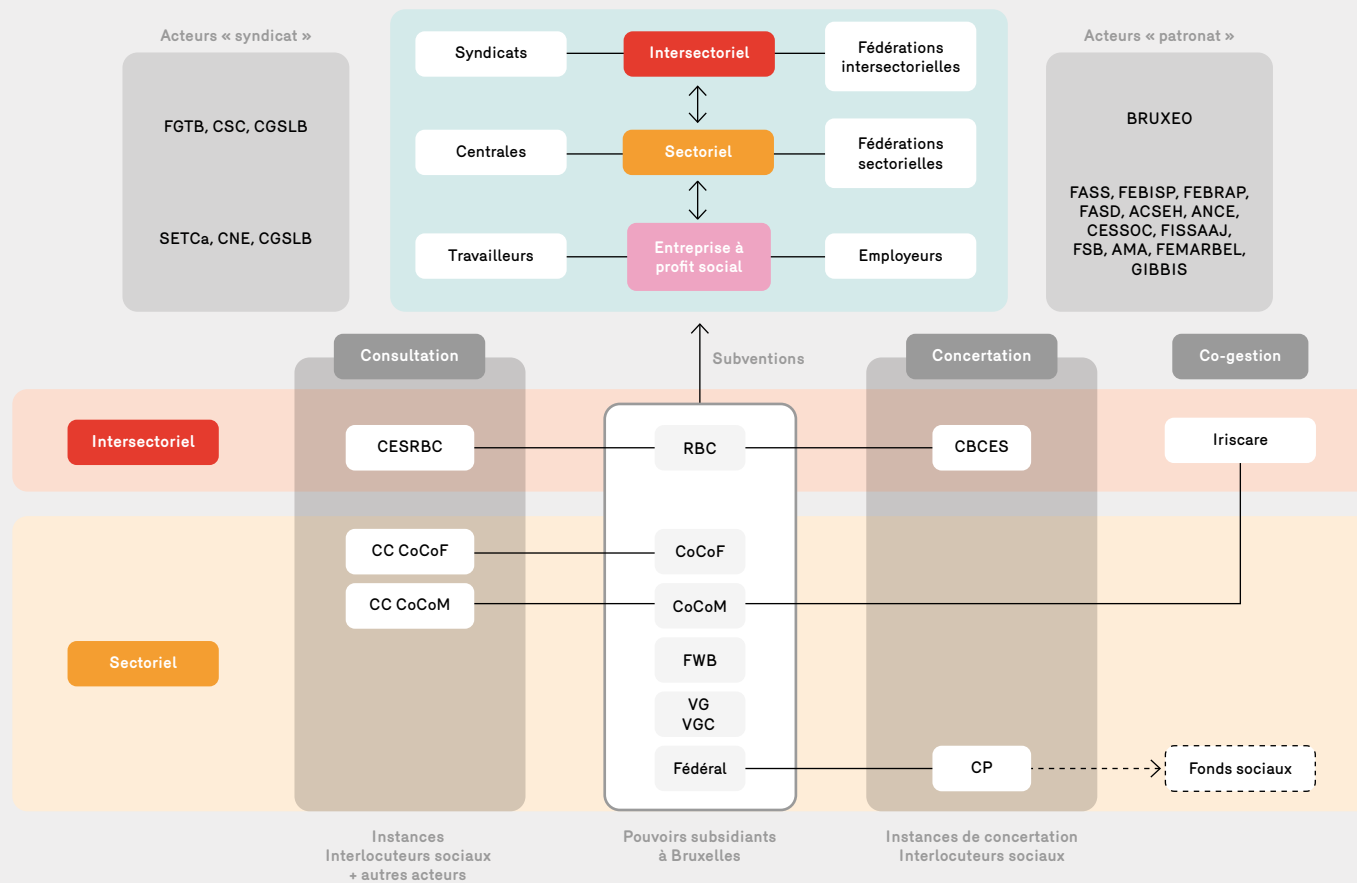 Acteurs « syndicat »
FGTB, CSC, CGSLB
SETCa, CNE, CGSLB
Syndicats
Intersectoriel
Fédérations
intersectorielles
Centrales
Sectoriel
Fédérations
sectorielles
Travailleurs
Entreprise à
profit social
Employeurs
Acteurs « patronat »
BRUXEO
FASS, FEBISP, FEBRAP,
FASD, ACSEH, ANCE,
CESSOC, FISSAAJ,
FSB, AMA, FEMARBEL,
GIBBIS
Consultation
Subventions
Concertation
Co-gestion
Intersectoriel
CESRBC
RBC
CBCES
Iriscare
Sectoriel
CC CoCoF
CoCoF
CC CoCoM
CoCoM
FWB
VG
VGC
Fédéral
CP
Fonds sociaux
Instances
Interlocuteurs sociaux
+ autres acteurs
Pouvoirs subsidiants
à Bruxelles
Instances de concertation
Interlocuteurs sociaux